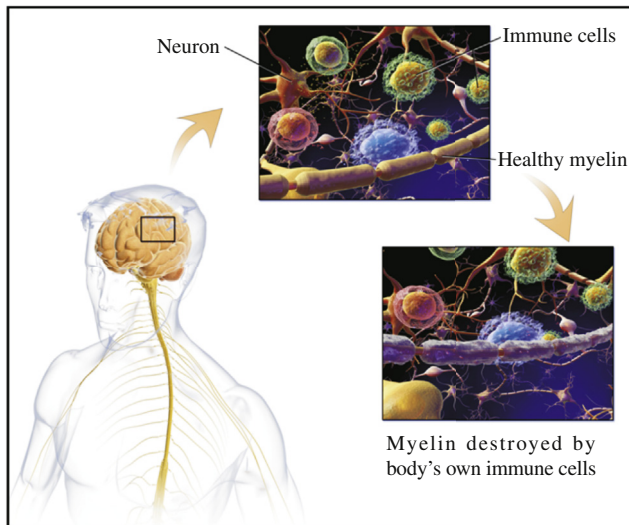 Neuron
Immune cells
Healthy myelin
Myelin destroyed by
body's own immune cells